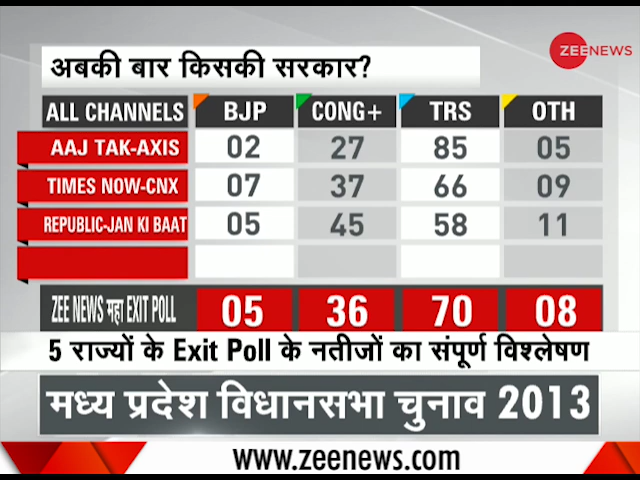 ZEENEWS
अबकी बार किसकी सरकार?
ALL CHANNELS BJP CONG+ TRS OTH
AAJ TAK-AXIS 02 27 85 05
TIMES NOW-CNX 07 37 66 09
REPUBLIC-JAN KI BAAT 05 45 58 11
ZEE NEWS महा EXIT POLL 05 36 70 08
5 राज्यों के Exit Poll के नतीजों का संपूर्ण विश्लेषण
मध्य प्रदेश विधानसभा चुनाव 2013
www.zeenews.com